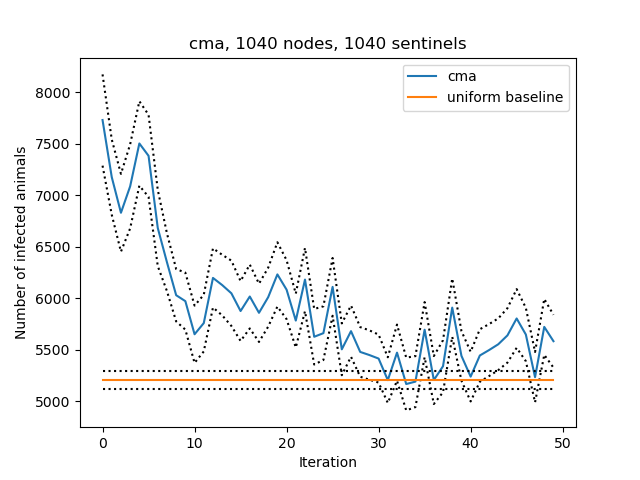 cma, 1040 nodes, 1040 sentinels
cma
uniform baseline
Number of infected animals
8000
7500
7000
6500
6000
5500
5000
0 10 20 30 40 50
Iteration